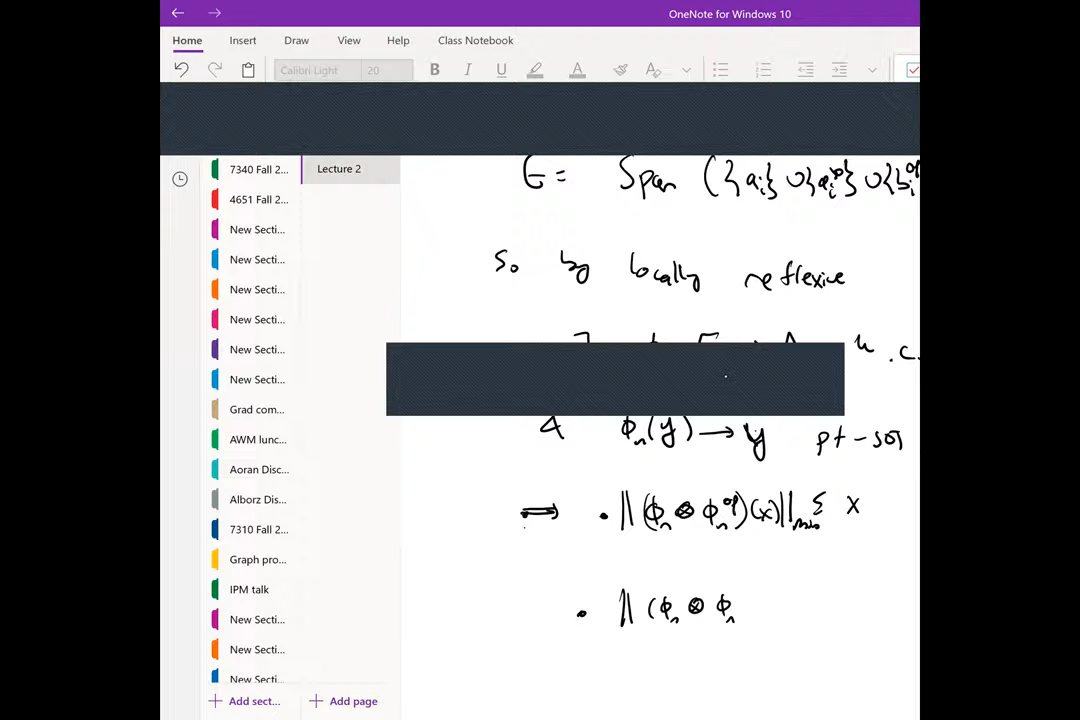 OneNote for Windows 10
Home Insert Draw View Help Class Notebook
Calibri Light 20 B I U A
7340 Fall 2...
Lecture 2
4651 Fall 2...
New Secti...
New Secti...
New Secti...
New Secti...
New Secti...
New Secti...
Grad com...
AWM lunc...
Aoran Disc...
Alborz Dis...
7310 Fall 2...
Graph pro...
IPM talk
New Secti...
New Secti...
New Secti...
Add sect...
Add page
G = Span ({a_i} ∪ {a_i^{op}} ∪ {b_i^{op}
So by locally reflexive
u.c.
& ϕ_n(y) → y pt-sot
⟹ • ||(ϕ_n ⊗ ϕ_n^{op})(x)||_{min} ≤ x
• ||(ϕ_n ⊗ ϕ_n